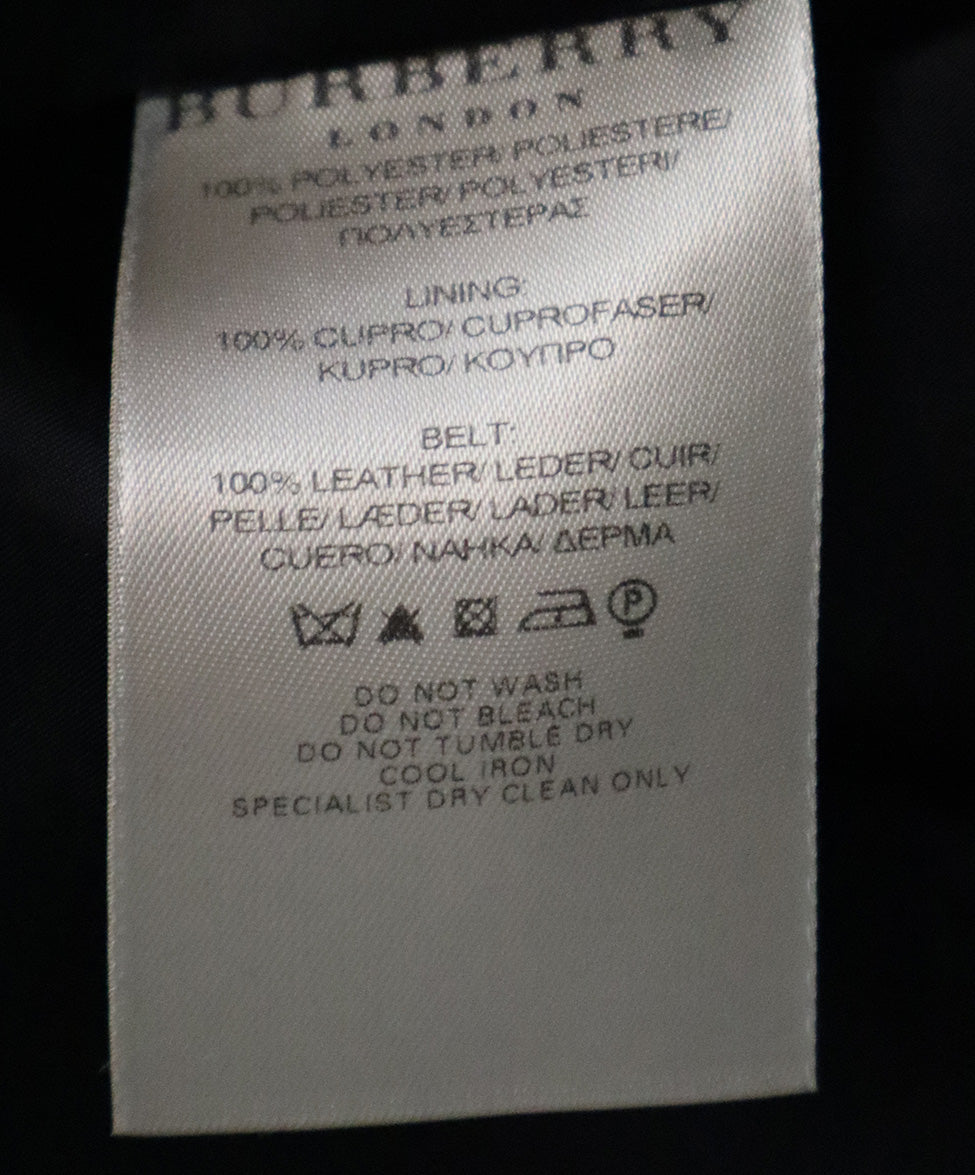 BURBERRY
LONDON
100% POLYESTER/ POLIESTERE/
POLIESTER/ POLYESTERI/
ΠΟΛΥΕΣΤΕΡΑΣ
LINING:
100% CUPRO/ CUPROFASER/
KUPRO/ ΚΟΥΠΡΟ
BELT:
100% LEATHER/ LEDER/ CUIR/
PELLE/ LÆDER/ LADER/ LEER/
CUERO/ NAHKA/ ΔΕΡΜΑ
P
DO NOT WASH
DO NOT BLEACH
DO NOT TUMBLE DRY
COOL IRON
SPECIALIST DRY CLEAN ONLY